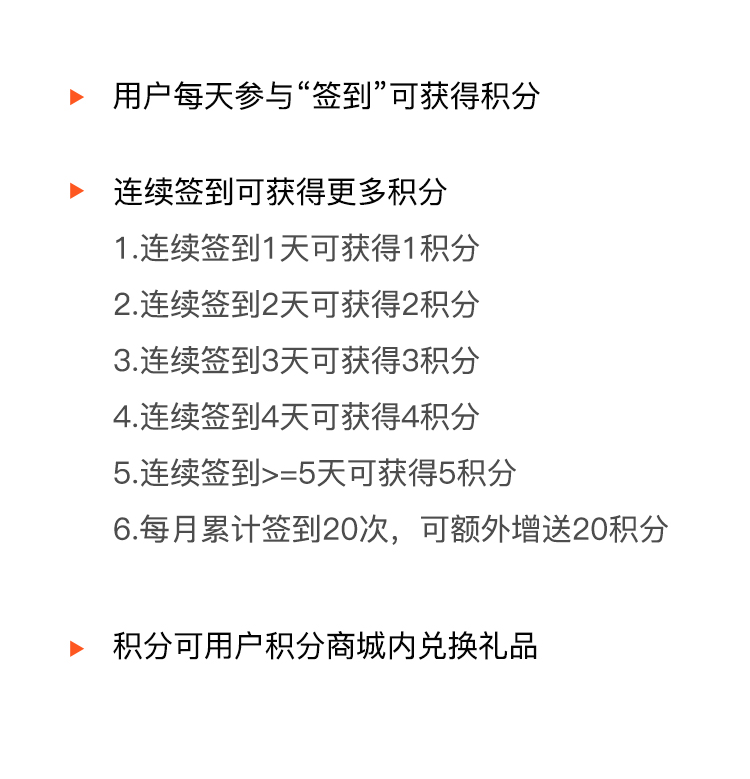 用户每天参与“签到”可获得积分
连续签到可获得更多积分
1.连续签到1天可获得1积分
2.连续签到2天可获得2积分
3.连续签到3天可获得3积分
4.连续签到4天可获得4积分
5.连续签到>=5天可获得5积分
6.每月累计签到20次，可额外增送20积分
积分可用户积分商城内兑换礼品